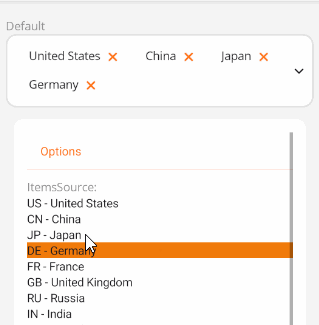 Default
United States China Japan
Germany
Options
ItemsSource:
US - United States
CN - China
JP - Japan
DE - Germany
FR - France
GB - United Kingdom
RU - Russia
IN - India